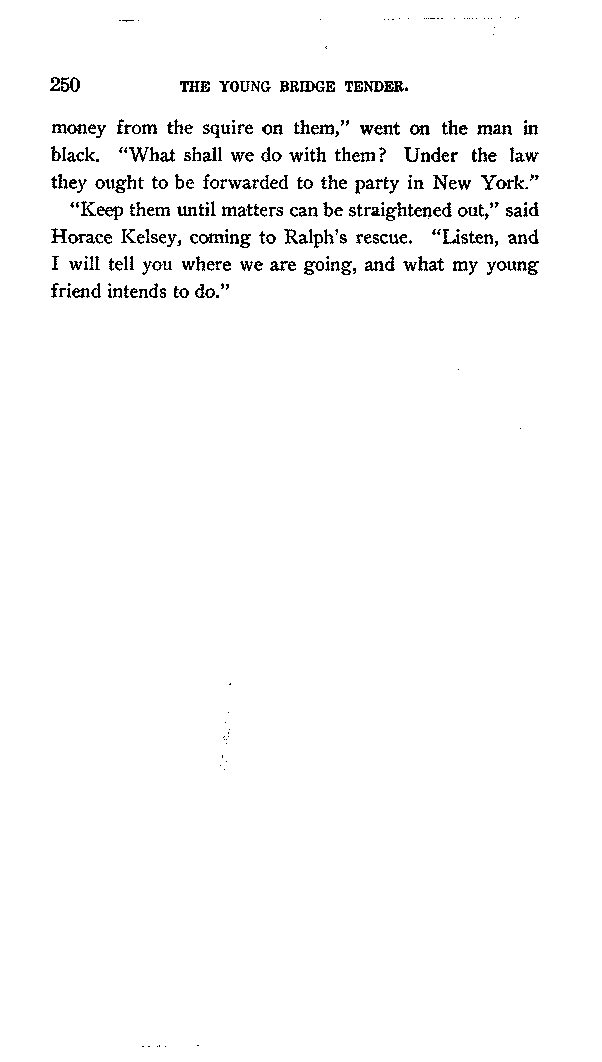 250 THE YOUNG BRIDGE TENDER.
money from the squire on them,” went on the man in
black. “What shall we do with them? Under the law
they ought to be forwarded to the party in New York.”
“Keep them until matters can be straightened out,” said
Horace Kelsey, coming to Ralph’s rescue. “Listen, and
I will tell you where we are going, and what my young
friend intends to do.”